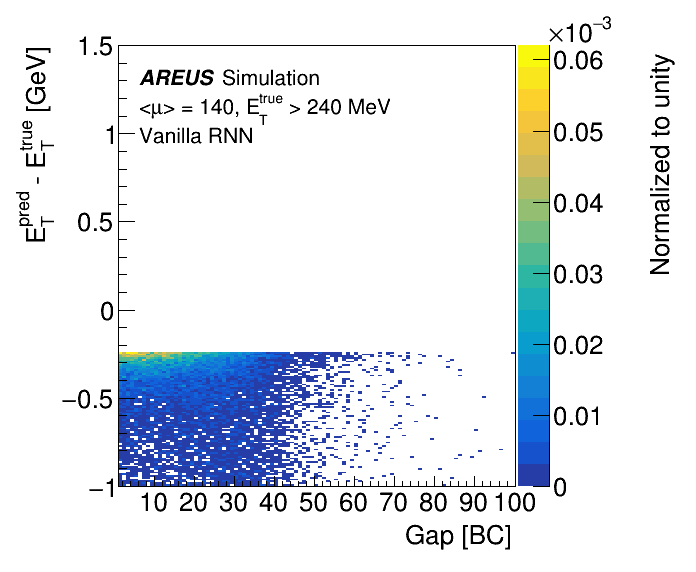 ×10⁻³
1.5
1
0.5
0
−0.5
−1
E_T^pred - E_T^true [GeV]
AREUS Simulation
<μ> = 140, E_T^true > 240 MeV
Vanilla RNN
10 20 30 40 50 60 70 80 90 100
Gap [BC]
0.06
0.05
0.04
0.03
0.02
0.01
0
Normalized to unity